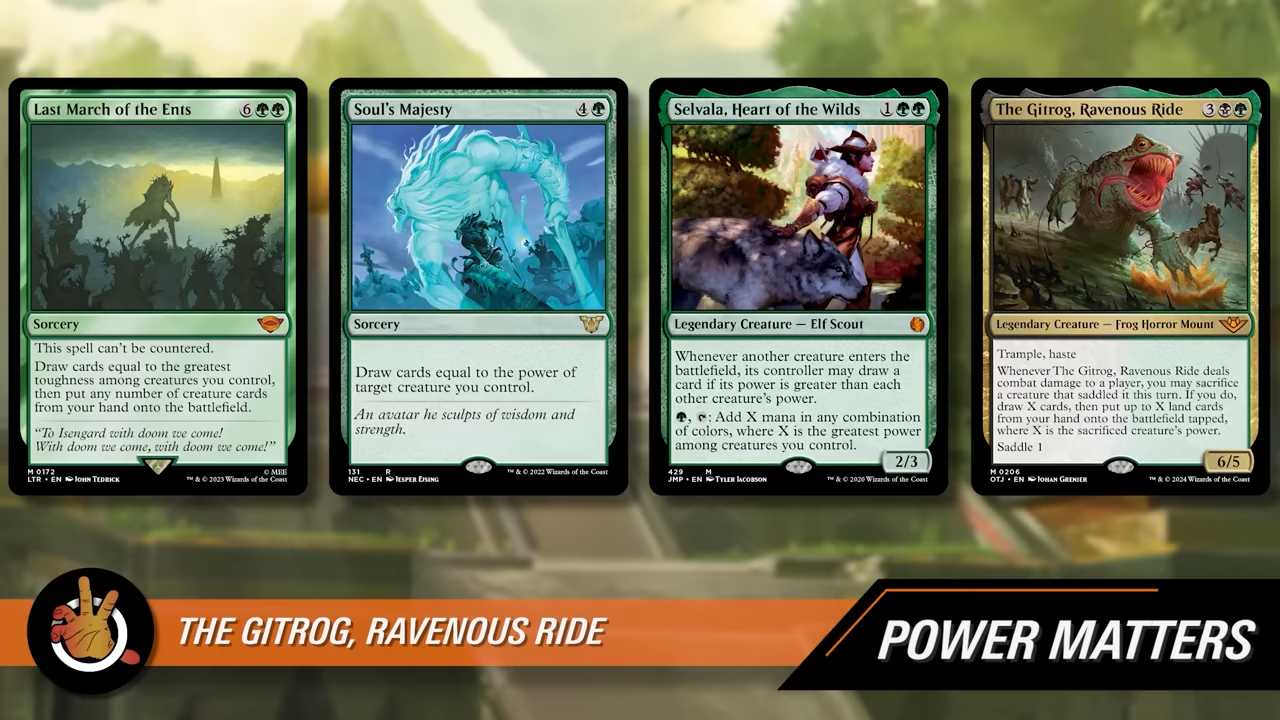 Last March of the Ents 6
Sorcery
This spell can't be countered.
Draw cards equal to the greatest
toughness among creatures you control,
then put any number of creature cards
from your hand onto the battlefield.
"To Isengard with doom we come!
With doom we come, with doom we come!"
M 0172
LTR • EN John Tedrick
© MEE
™ & © 2023 Wizards of the Coast
Soul's Majesty 4
Sorcery
Draw cards equal to the power of
target creature you control.
An avatar he sculpts of wisdom and
strength.
131 R
NEC • EN Jesper Ejsing
™ & © 2022 Wizards of the Coast
Selvala, Heart of the Wilds 1
Legendary Creature — Elf Scout
Whenever another creature enters the
battlefield, its controller may draw a
card if its power is greater than each
other creature's power.
: Add X mana in any combination
of colors, where X is the greatest power
among creatures you control.
2/3
429 M
JMP • EN Tyler Jacobson
™ & © 2020 Wizards of the Coast
The Gitrog, Ravenous Ride 3
Legendary Creature — Frog Horror Mount
Trample, haste
Whenever The Gitrog, Ravenous Ride deals
combat damage to a player, you may sacrifice
a creature that saddled it this turn. If you do,
draw X cards, then put up to X land cards
from your hand onto the battlefield tapped,
where X is the sacrificed creature's power.
Saddle 1
6/5
M 0206
OTJ • EN Johan Grenier
™ & © 2024 Wizards of the Coast
THE GITROG, RAVENOUS RIDE
POWER MATTERS